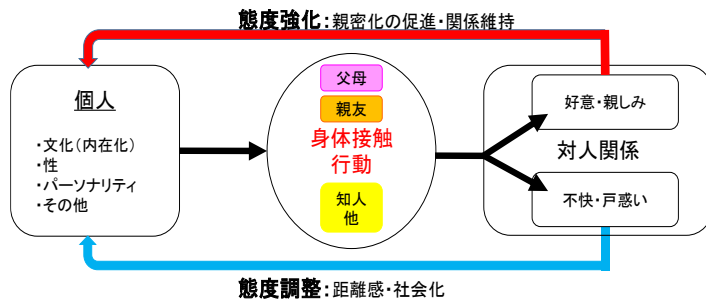 態度強化：親密化の促進・関係維持
個人
・文化（内在化）
・性
・パーソナリティ
・その他
父母
親友
身体接触
行動
知人
他
好意・親しみ
対人関係
不快・戸惑い
態度調整：距離感・社会化